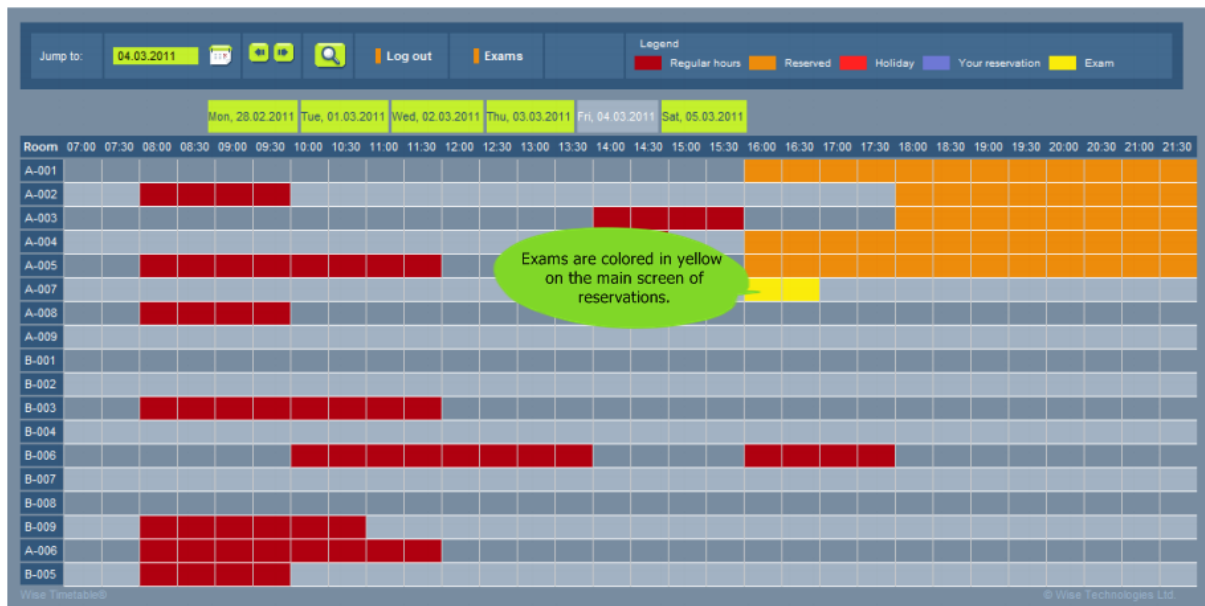 Legend
Jump to: 04.03.2011 Log out Exams Regular hours Reserved Holiday Your reservation Exam
Mon, 28.02.2011 Tue, 01.03.2011 Wed, 02.03.2011 Thu, 03.03.2011 Fri, 04.03.2011 Sat, 05.03.2011
Room 07:00 07:30 08:00 08:30 09:00 09:30 10:00 10:30 11:00 11:30 12:00 12:30 13:00 13:30 14:00 14:30 15:00 15:30 16:00 16:30 17:00 17:30 18:00 18:30 19:00 19:30 20:00 20:30 21:00 21:30
A-001
A-002
A-003
A-004
A-005
Exams are colored in yellow
on the main screen of
reservations.
A-007
A-008
A-009
B-001
B-002
B-003
B-004
B-006
B-007
B-008
B-009
A-006
B-005
Wise Timetable® © Wise Technologies Ltd.